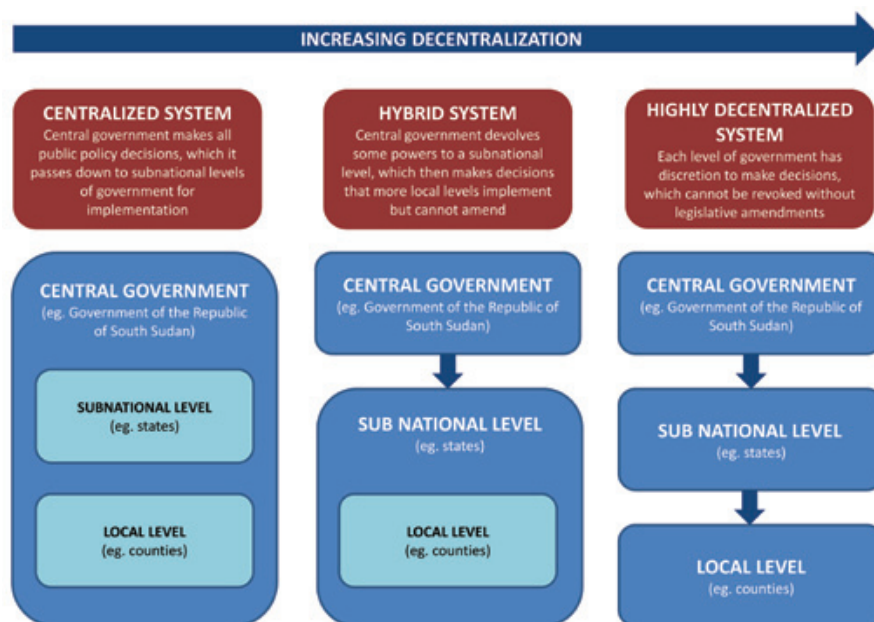 INCREASING DECENTRALIZATION
CENTRALIZED SYSTEM
Central government makes all
public policy decisions, which it
passes down to subnational levels
of government for
implementation
HYBRID SYSTEM
Central government devolves
some powers to a subnational
level, which then makes decisions
that more local levels implement
but cannot amend
HIGHLY DECENTRALIZED
SYSTEM
Each level of government has
discretion to make decisions,
which cannot be revoked without
legislative amendments
CENTRAL GOVERNMENT
(eg. Government of the Republic
of South Sudan)
SUBNATIONAL LEVEL
(eg. states)
LOCAL LEVEL
(eg. counties)
CENTRAL GOVERNMENT
(eg. Government of the Republic of
South Sudan)
SUB NATIONAL LEVEL
(eg. states)
LOCAL LEVEL
(eg. counties)
CENTRAL GOVERNMENT
(eg. Government of the Republic of
South Sudan)
SUB NATIONAL LEVEL
(eg. states)
LOCAL LEVEL
(eg. counties)